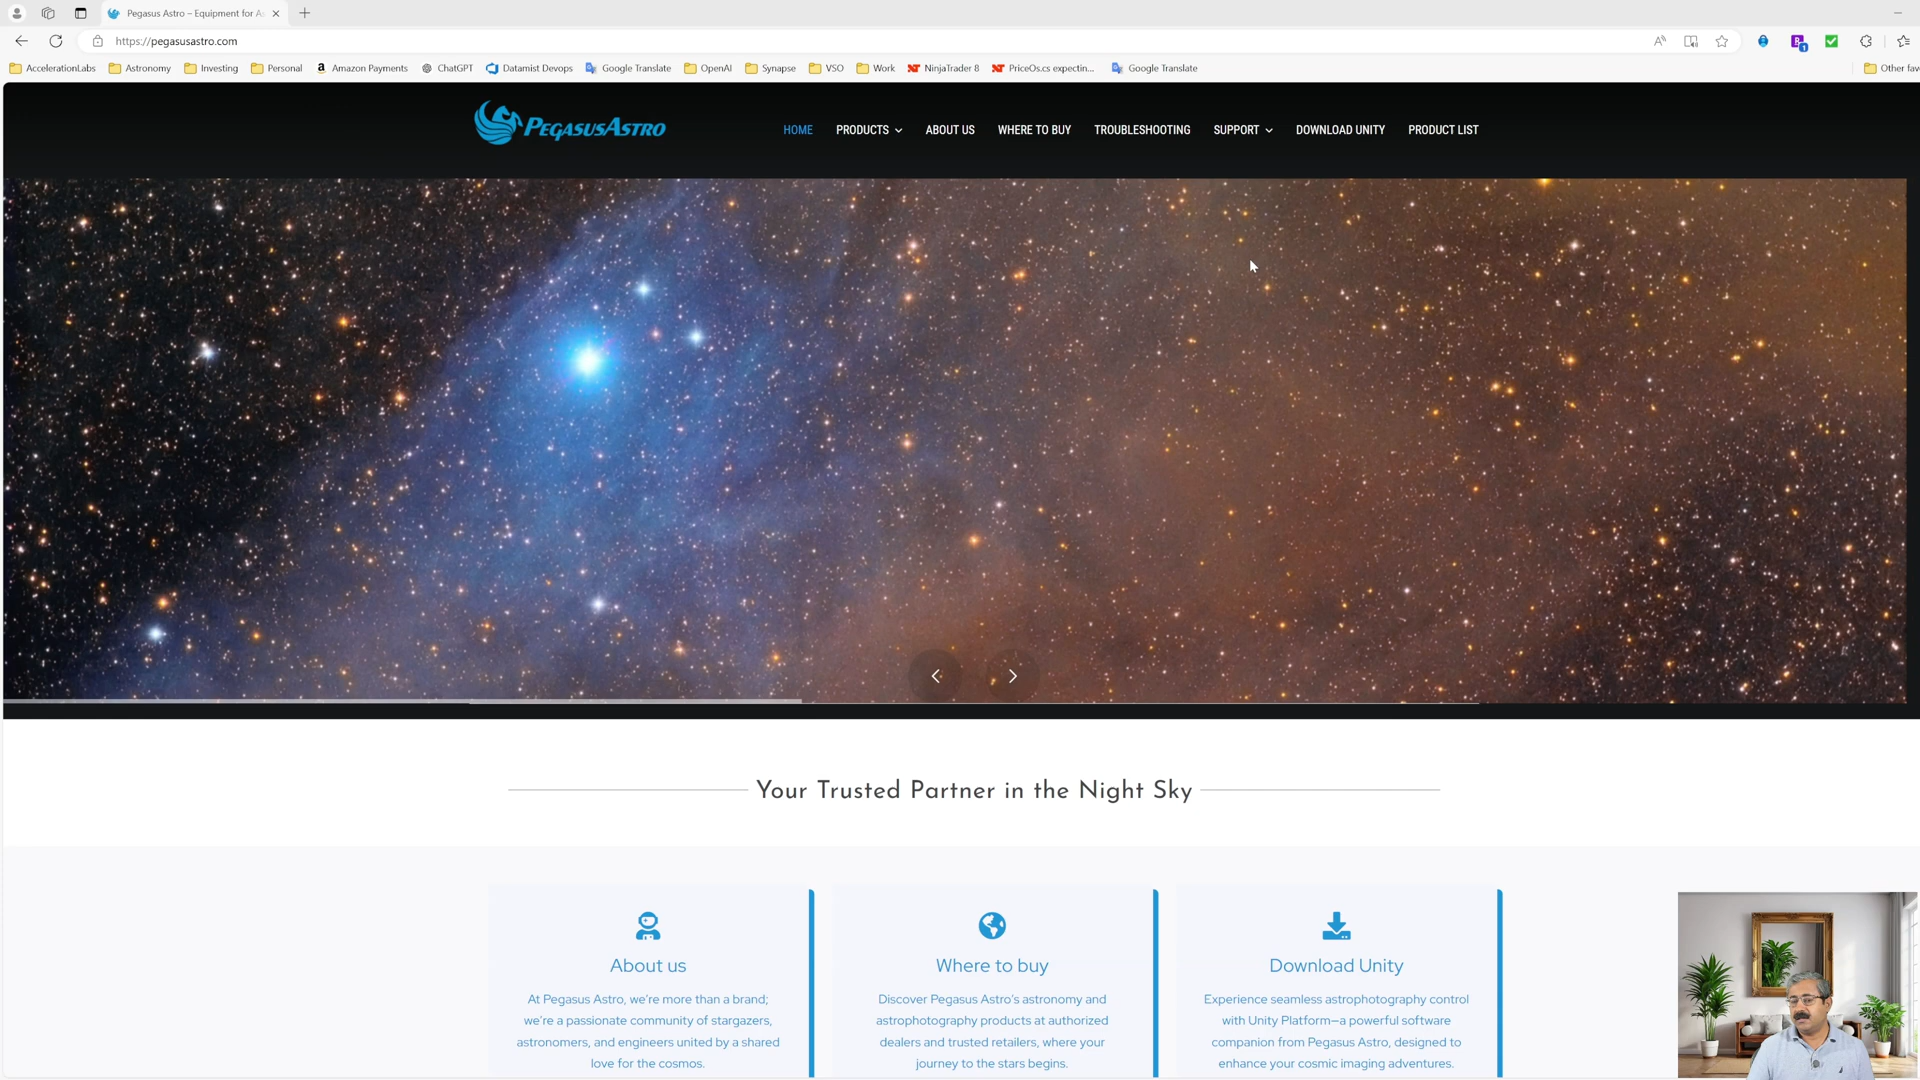 Pegasus Astro – Equipment for As
https://pegasusastro.com
AccelerationLabs Astronomy Investing Personal Amazon Payments ChatGPT Datamist Devops Google Translate OpenAI Synapse VSO Work NinjaTrader 8 PriceOs.cs expectin... Google Translate Other fav
PEGASUSASTRO
HOME PRODUCTS ABOUT US WHERE TO BUY TROUBLESHOOTING SUPPORT DOWNLOAD UNITY PRODUCT LIST
Your Trusted Partner in the Night Sky
About us
At Pegasus Astro, we're more than a brand;
we're a passionate community of stargazers,
astronomers, and engineers united by a shared
love for the cosmos.
Where to buy
Discover Pegasus Astro's astronomy and
astrophotography products at authorized
dealers and trusted retailers, where your
journey to the stars begins.
Download Unity
Experience seamless astrophotography control
with Unity Platform—a powerful software
companion from Pegasus Astro, designed to
enhance your cosmic imaging adventures.